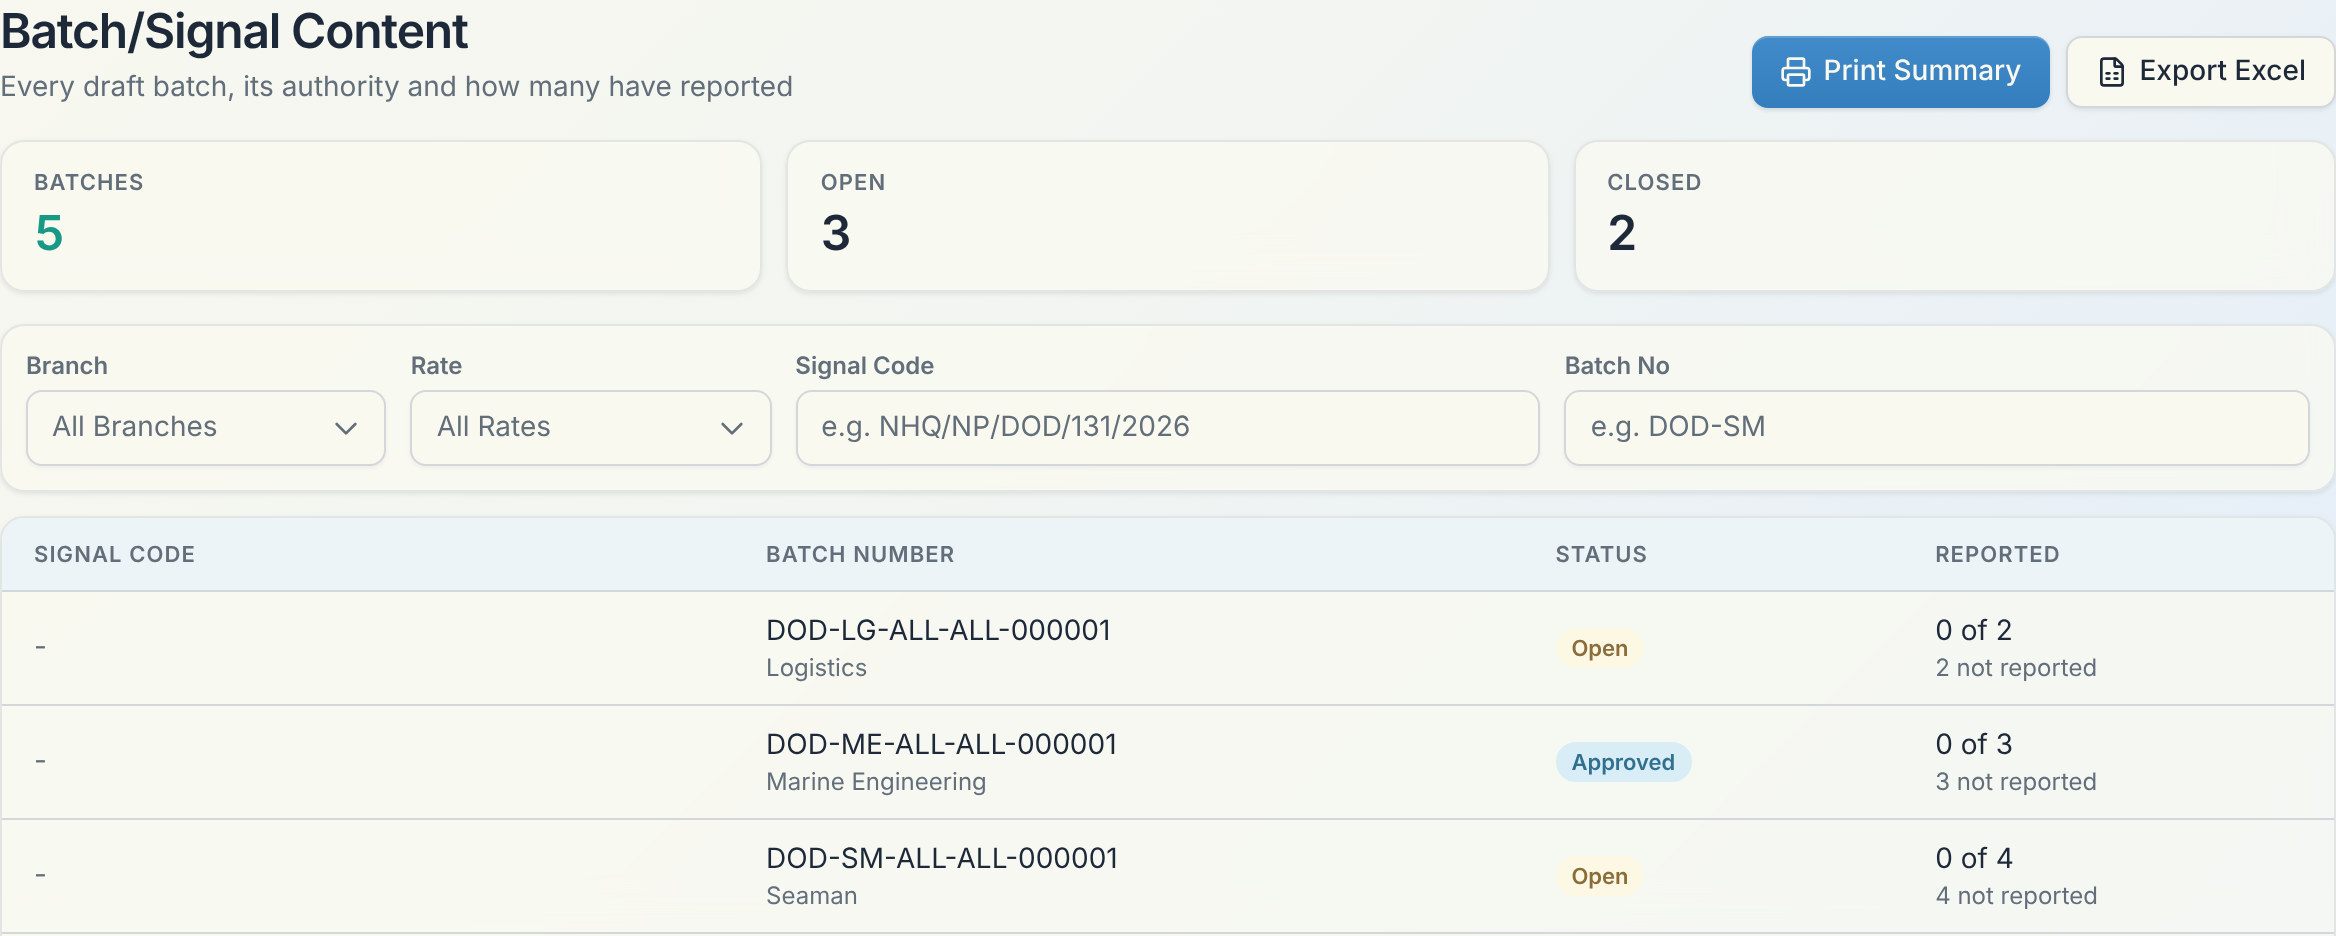 Batch/Signal Content
Every draft batch, its authority and how many have reported
Print Summary
Export Excel
BATCHES
5
OPEN
3
CLOSED
2
Branch
All Branches
Rate
All Rates
Signal Code
e.g. NHQ/NP/DOD/131/2026
Batch No
e.g. DOD-SM
SIGNAL CODE BATCH NUMBER STATUS REPORTED
- DOD-LG-ALL-ALL-000001 Open 0 of 2
Logistics 2 not reported
- DOD-ME-ALL-ALL-000001 Approved 0 of 3
Marine Engineering 3 not reported
- DOD-SM-ALL-ALL-000001 Open 0 of 4
Seaman 4 not reported